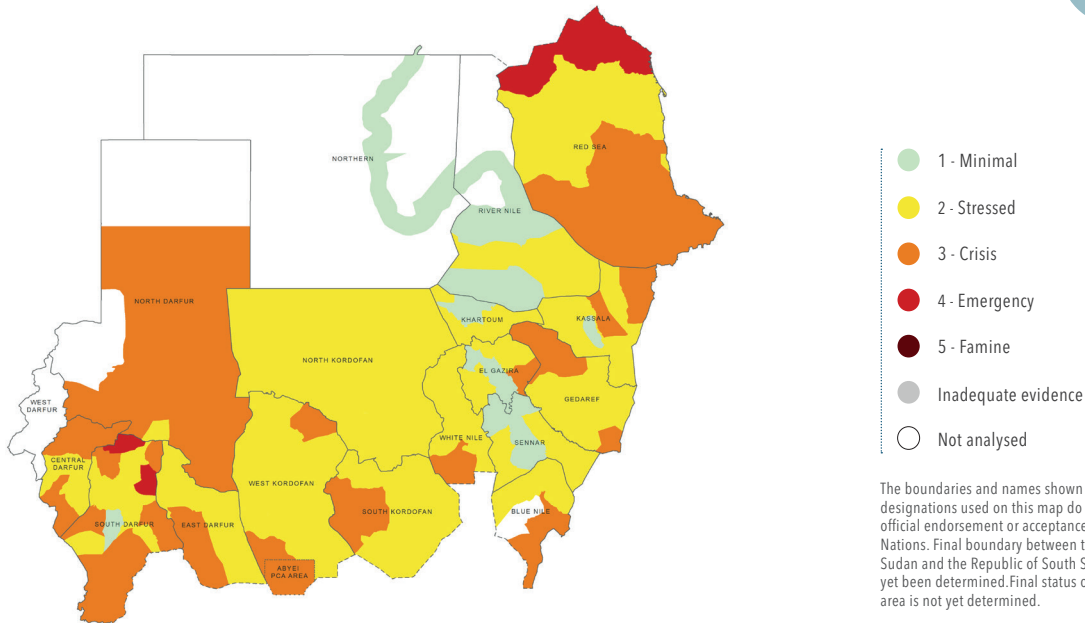 NORTHERN
RED SEA
RIVER NILE
NORTH DARFUR
KHARTOUM
KASSALA
NORTH KORDOFAN
EL GAZIRA
GEDAREF
WEST
DARFUR
WHITE NILE
SENNAR
CENTRAL
DARFUR
WEST KORDOFAN
SOUTH KORDOFAN
BLUE NILE
SOUTH DARFUR
EAST DARFUR
ABYEI
PCA AREA
1 - Minimal
2 - Stressed
3 - Crisis
4 - Emergency
5 - Famine
Inadequate evidence
Not analysed
The boundaries and names shown
designations used on this map do
official endorsement or acceptance
Nations. Final boundary between t
Sudan and the Republic of South S
yet been determined.Final status o
area is not yet determined.